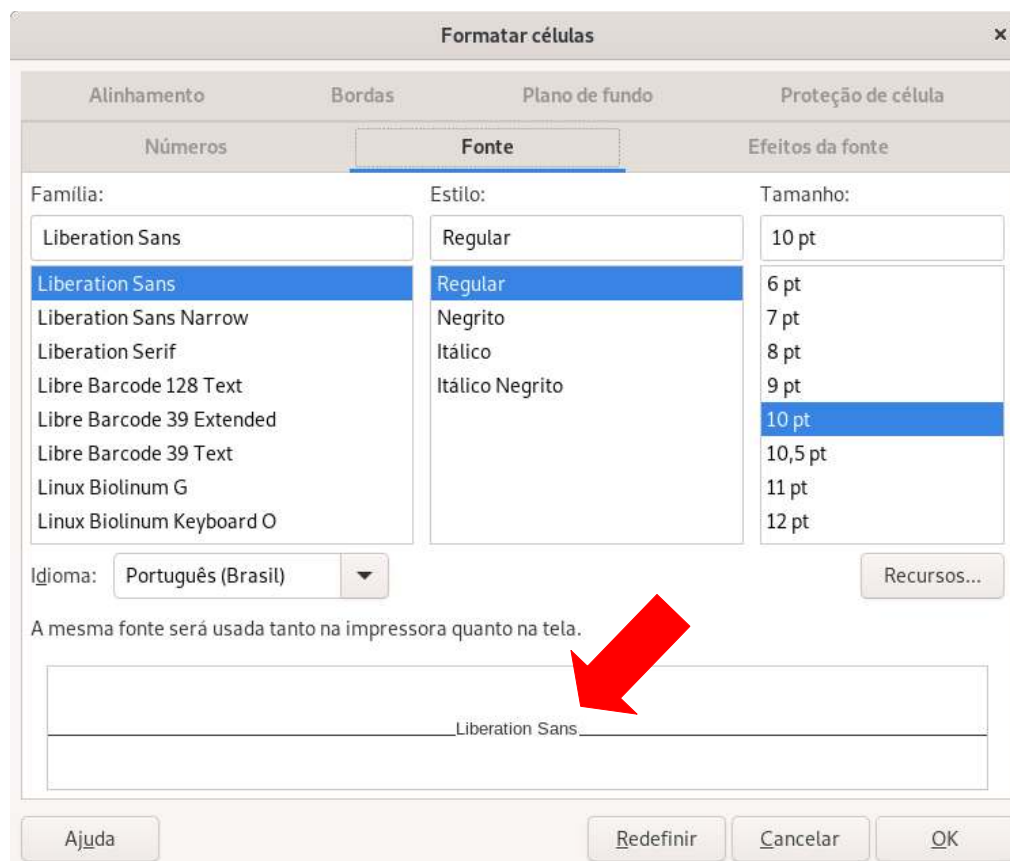 Formatar células
×
Alinhamento Bordas Plano de fundo Proteção de célula
Números Fonte Efeitos da fonte
Família: Estilo: Tamanho:
Liberation Sans Regular 10 pt
Liberation Sans Regular 6 pt
Liberation Sans Narrow Negrito 7 pt
Liberation Serif Itálico 8 pt
Libre Barcode 128 Text Itálico Negrito 9 pt
Libre Barcode 39 Extended 10 pt
Libre Barcode 39 Text 10,5 pt
Linux Biolinum G 11 pt
Linux Biolinum Keyboard O 12 pt
Idioma: Português (Brasil) Recursos...
A mesma fonte será usada tanto na impressora quanto na tela.
Liberation Sans
Ajuda Redefinir Cancelar OK